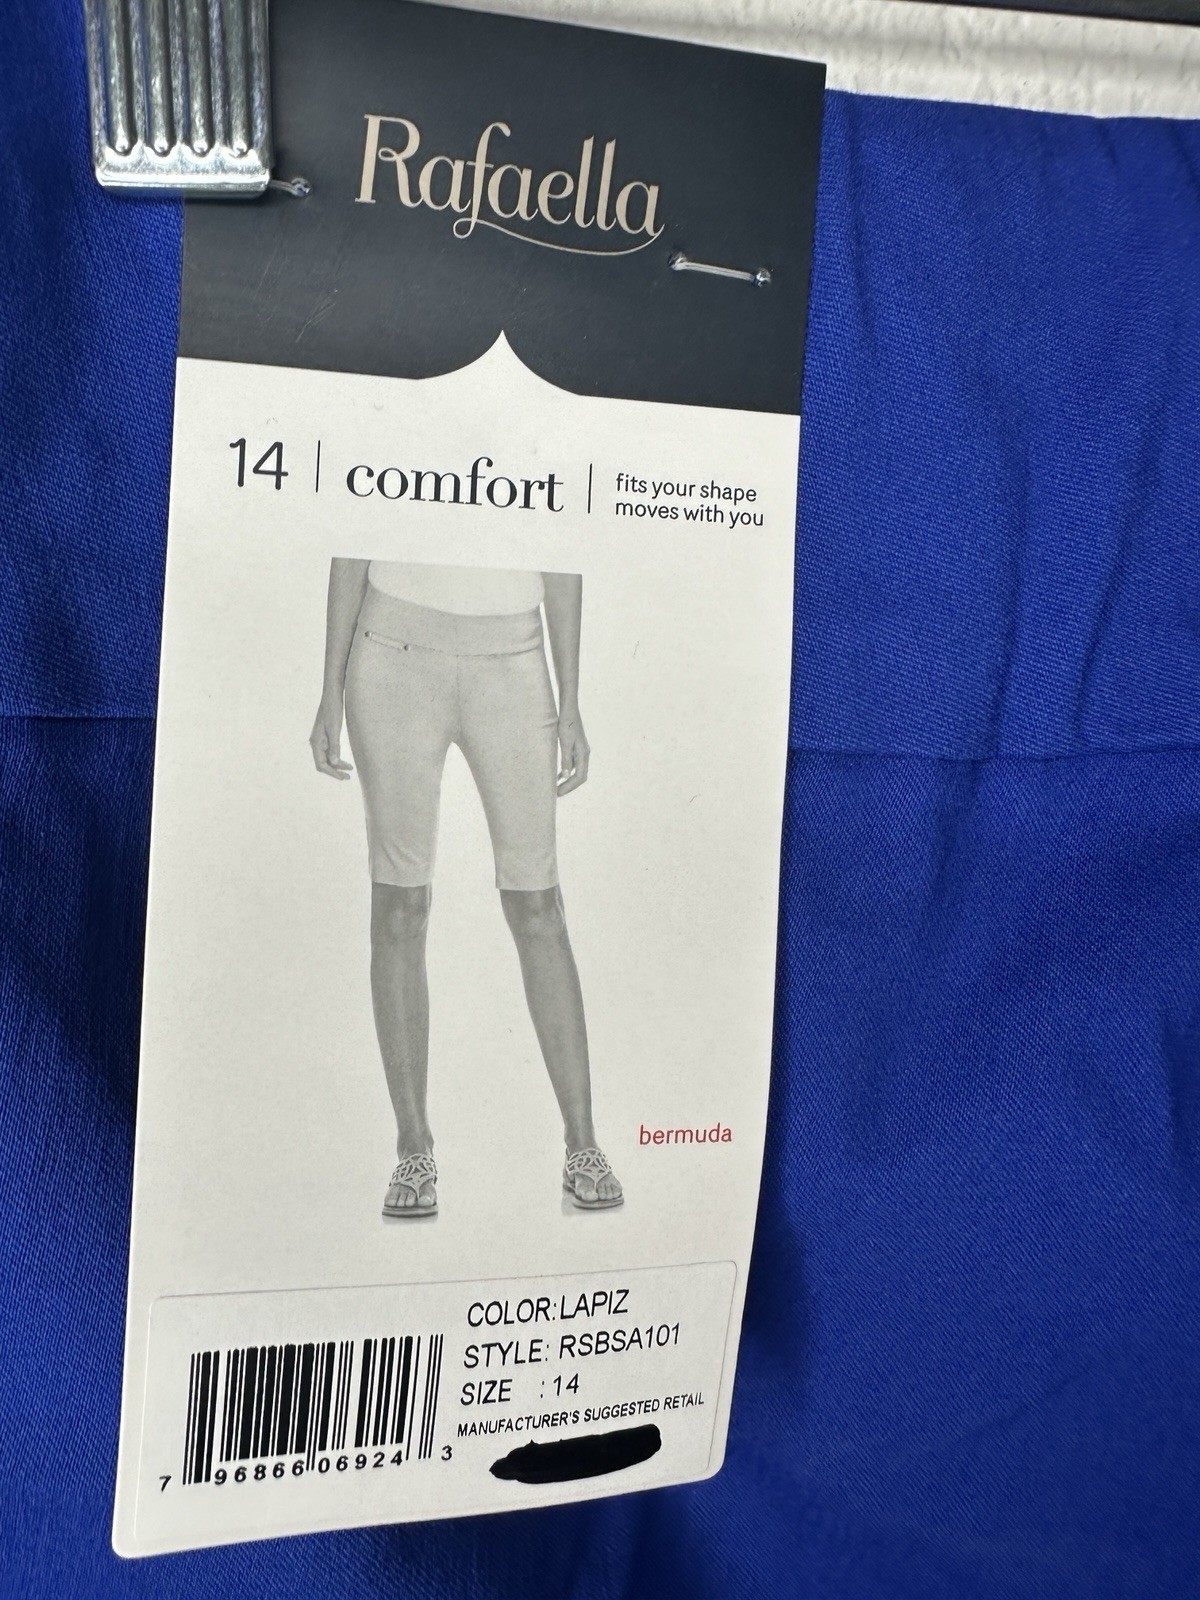 Rafaella
14 | comfort | fits your shape
moves with you
bermuda
COLOR:LAPIZ
STYLE: RSBSA101
SIZE : 14
MANUFACTURER'S SUGGESTED RETAIL
7 96866 06924 3